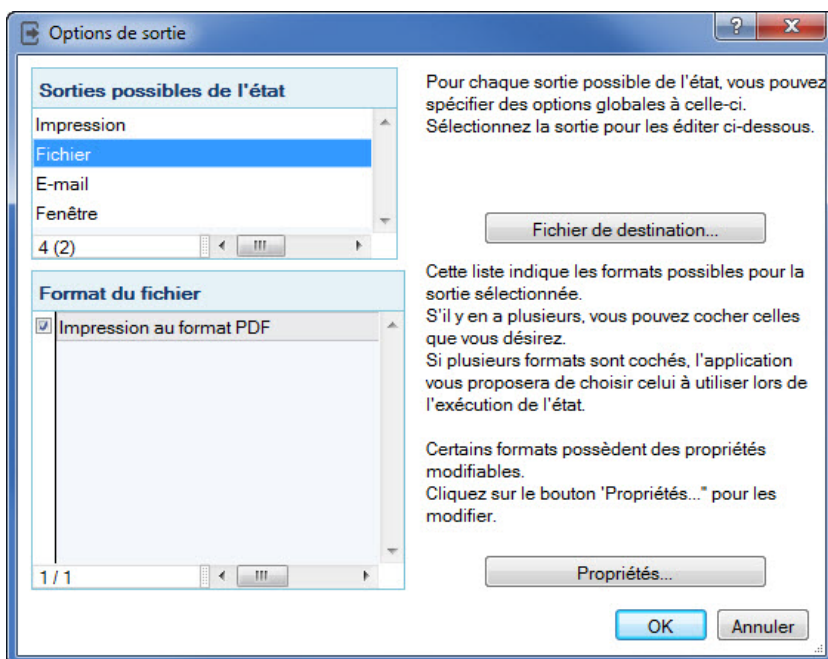 Options de sortie
Sorties possibles de l'état
Impression
Fichier
E-mail
Fenêtre
4 (2)
Format du fichier
Impression au format PDF
1 / 1
Pour chaque sortie possible de l'état, vous pouvez
spécifier des options globales à celle-ci.
Sélectionnez la sortie pour les éditer ci-dessous.
Fichier de destination...
Cette liste indique les formats possibles pour la
sortie sélectionnée.
S'il y en a plusieurs, vous pouvez cocher celles
que vous désirez.
Si plusieurs formats sont cochés, l'application
vous proposera de choisir celui à utiliser lors de
l'exécution de l'état.
Certains formats possèdent des propriétés
modifiables.
Cliquez sur le bouton 'Propriétés..." pour les
modifier.
Propriétés...
OK
Annuler